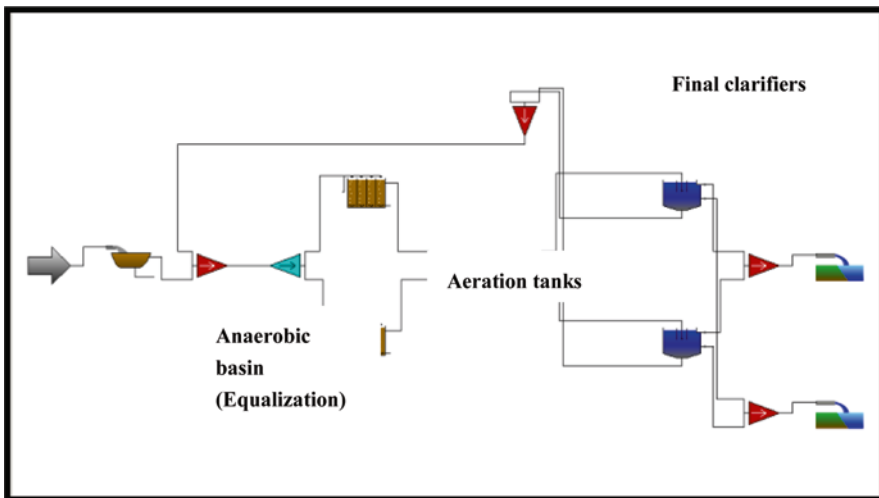 Final clarifiers
Aeration tanks
Anaerobic
basin
(Equalization)